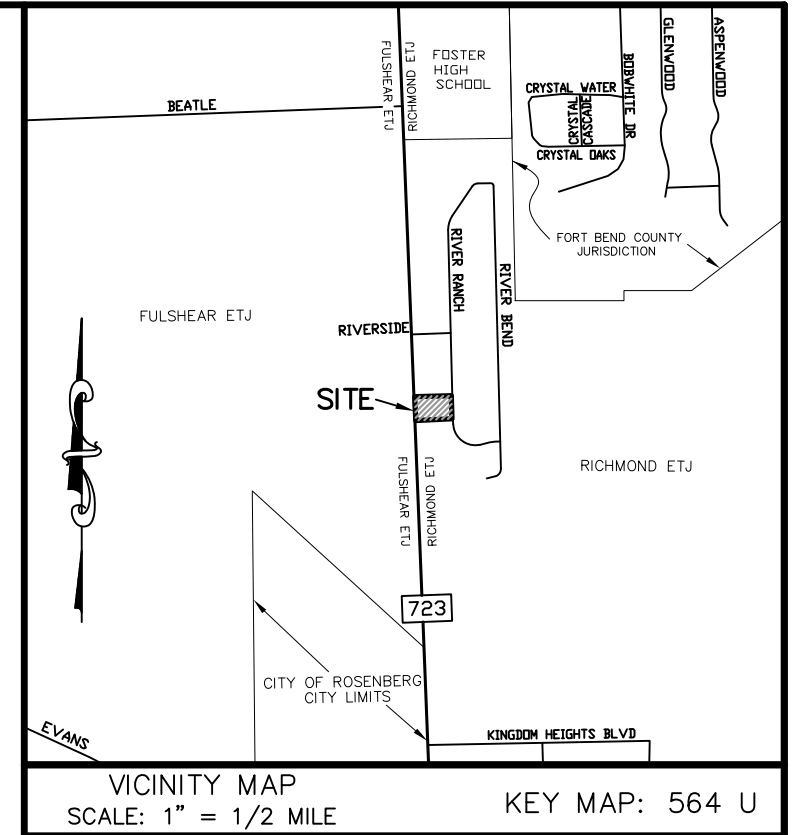 FULSHEAR ETJ
RICHMOND ETJ
FOSTER
HIGH
SCHOOL
BOBWHITE DR
GLENWOOD
ASPENWOOD
CRYSTAL WATER
CRYSTAL
CASCADE
CRYSTAL OAKS
BEATLE
FORT BEND COUNTY
JURISDICTION
RIVER RANCH
RIVER BEND
FULSHEAR ETJ
RIVERSIDE
SITE
FULSHEAR ETJ
RICHMOND ETJ
RICHMOND ETJ
723
CITY OF ROSENBERG
CITY LIMITS
EVANS
KINGDOM HEIGHTS BLVD
VICINITY MAP
SCALE: 1" = 1/2 MILE
KEY MAP: 564 U